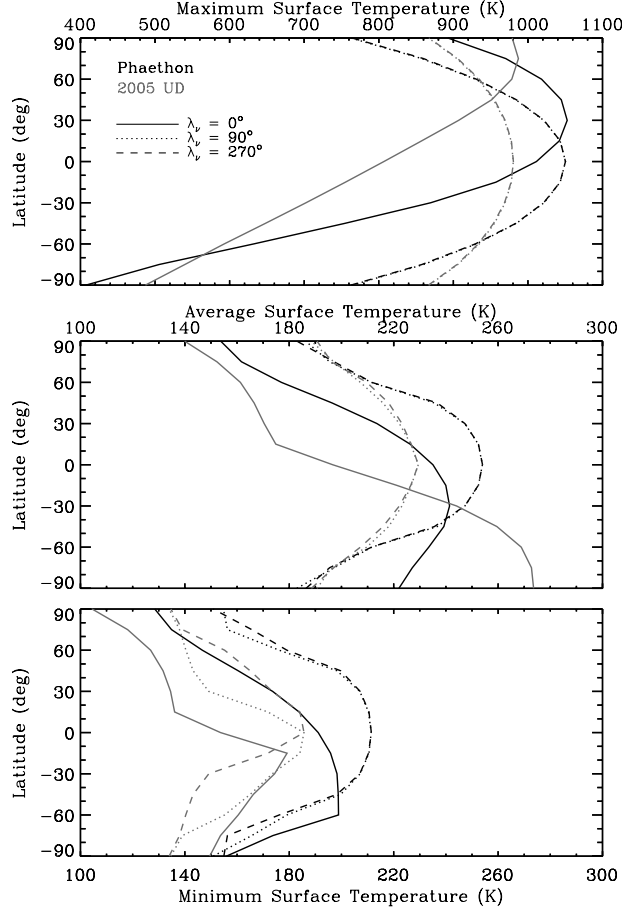 Maximum Surface Temperature (K)
400 500 600 700 800 900 1000 1100
90
60
30
0
−30
−60
−90
Latitude (deg)
Phaethon
2005 UD
λν = 0°
λν = 90°
λν = 270°
Average Surface Temperature (K)
100 140 180 220 260 300
90
60
30
0
−30
−60
−90
Latitude (deg)
90
60
30
0
−30
−60
−90
Latitude (deg)
100 140 180 220 260 300
Minimum Surface Temperature (K)